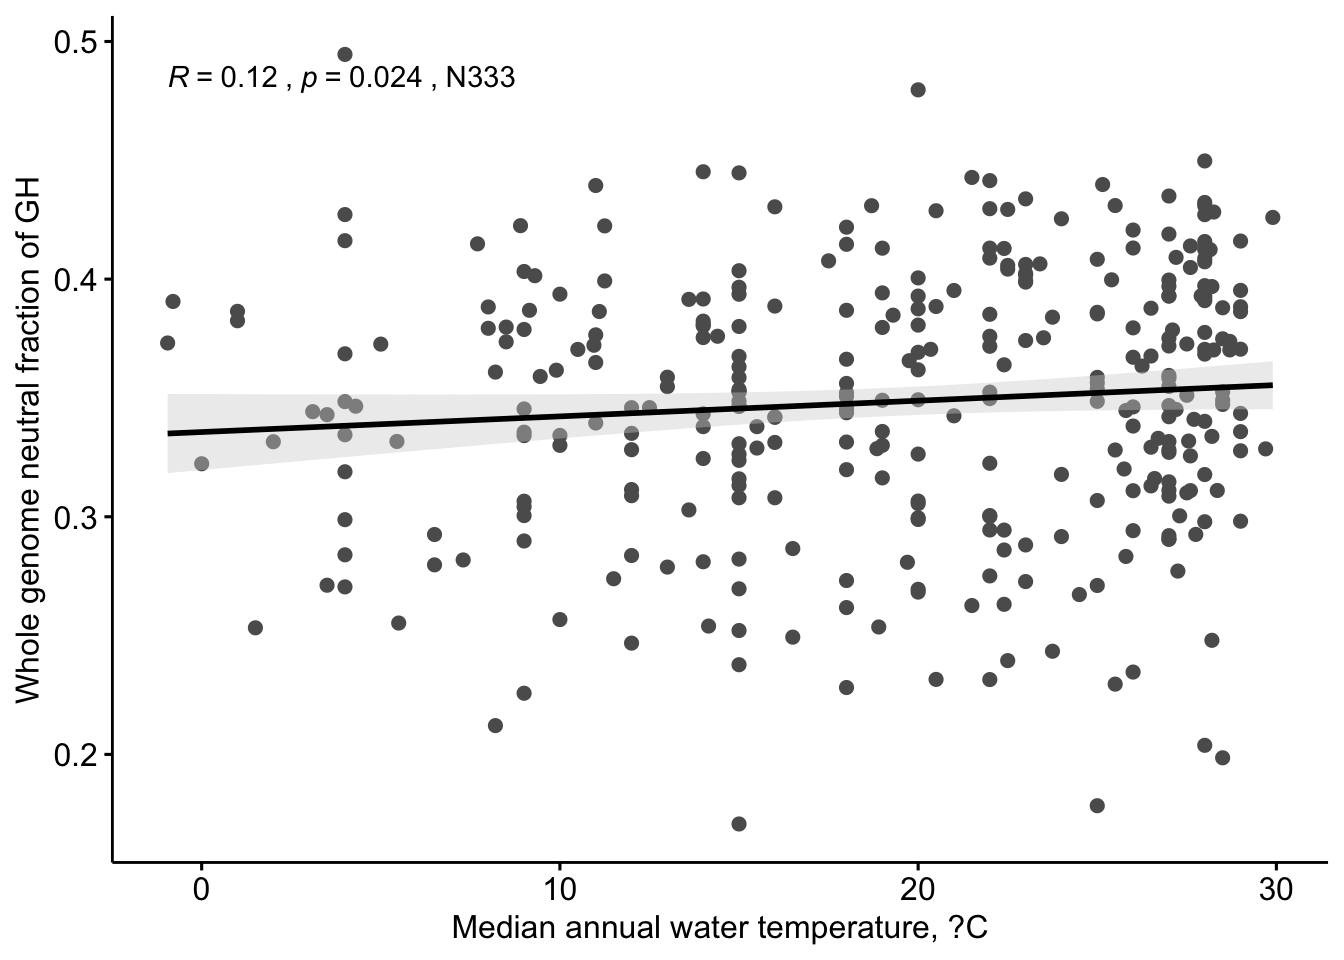 Whole genome neutral fraction of GH
0.5
0.4
0.3
0.2
R = 0.12 , p = 0.024 , N333
0 10 20 30
Median annual water temperature, ?C